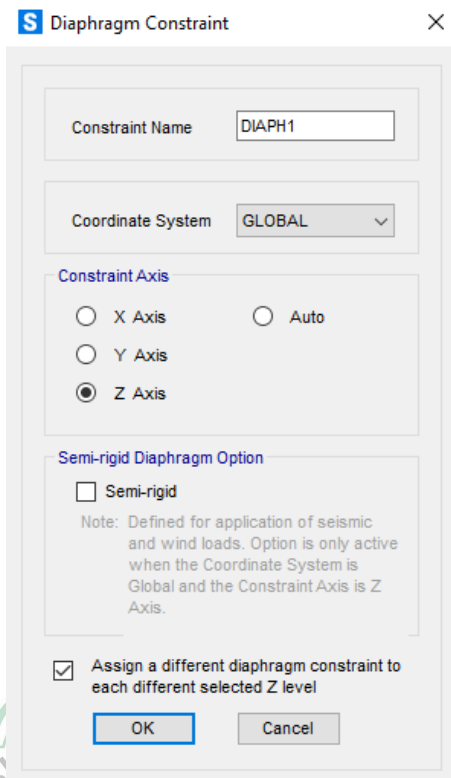 S Diaphragm Constraint
Constraint Name DIAPH1
Coordinate System GLOBAL
Constraint Axis
X Axis Auto
Y Axis
Z Axis
Semi-rigid Diaphragm Option
Semi-rigid
Note: Defined for application of seismic
and wind loads. Option is only active
when the Coordinate System is
Global and the Constraint Axis is Z
Axis.
Assign a different diaphragm constraint to
each different selected Z level
OK Cancel